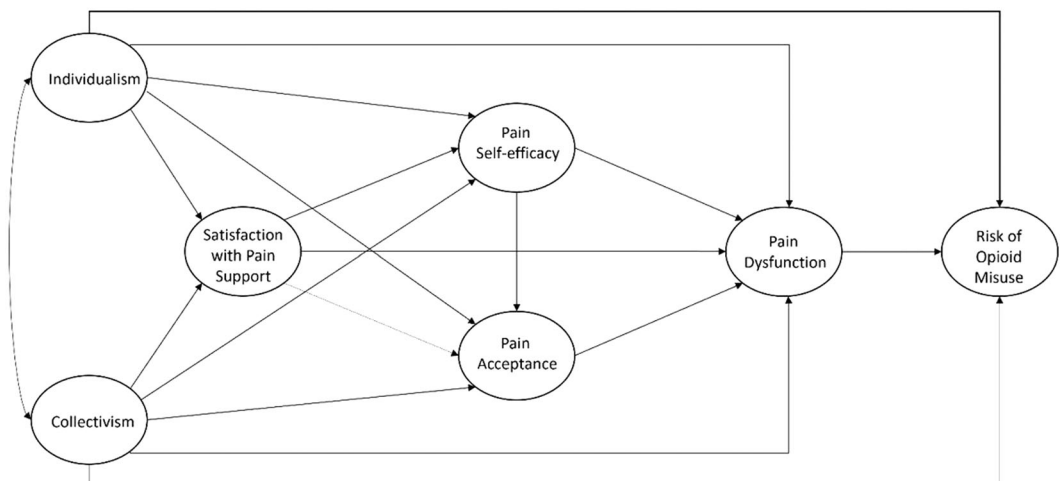 Individualism
Pain
Self-efficacy
Satisfaction
with Pain
Support
Pain
Dysfunction
Risk of
Opioid
Misuse
Pain
Acceptance
Collectivism